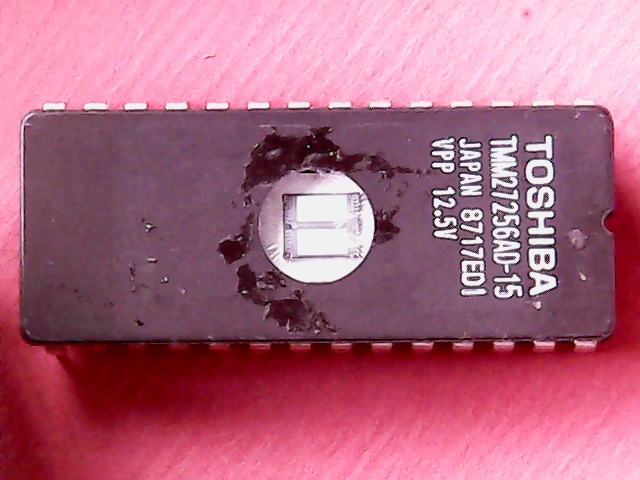 TOSHIBA
TMM27256AD-15
JAPAN 8717EDI
VPP 12.5V